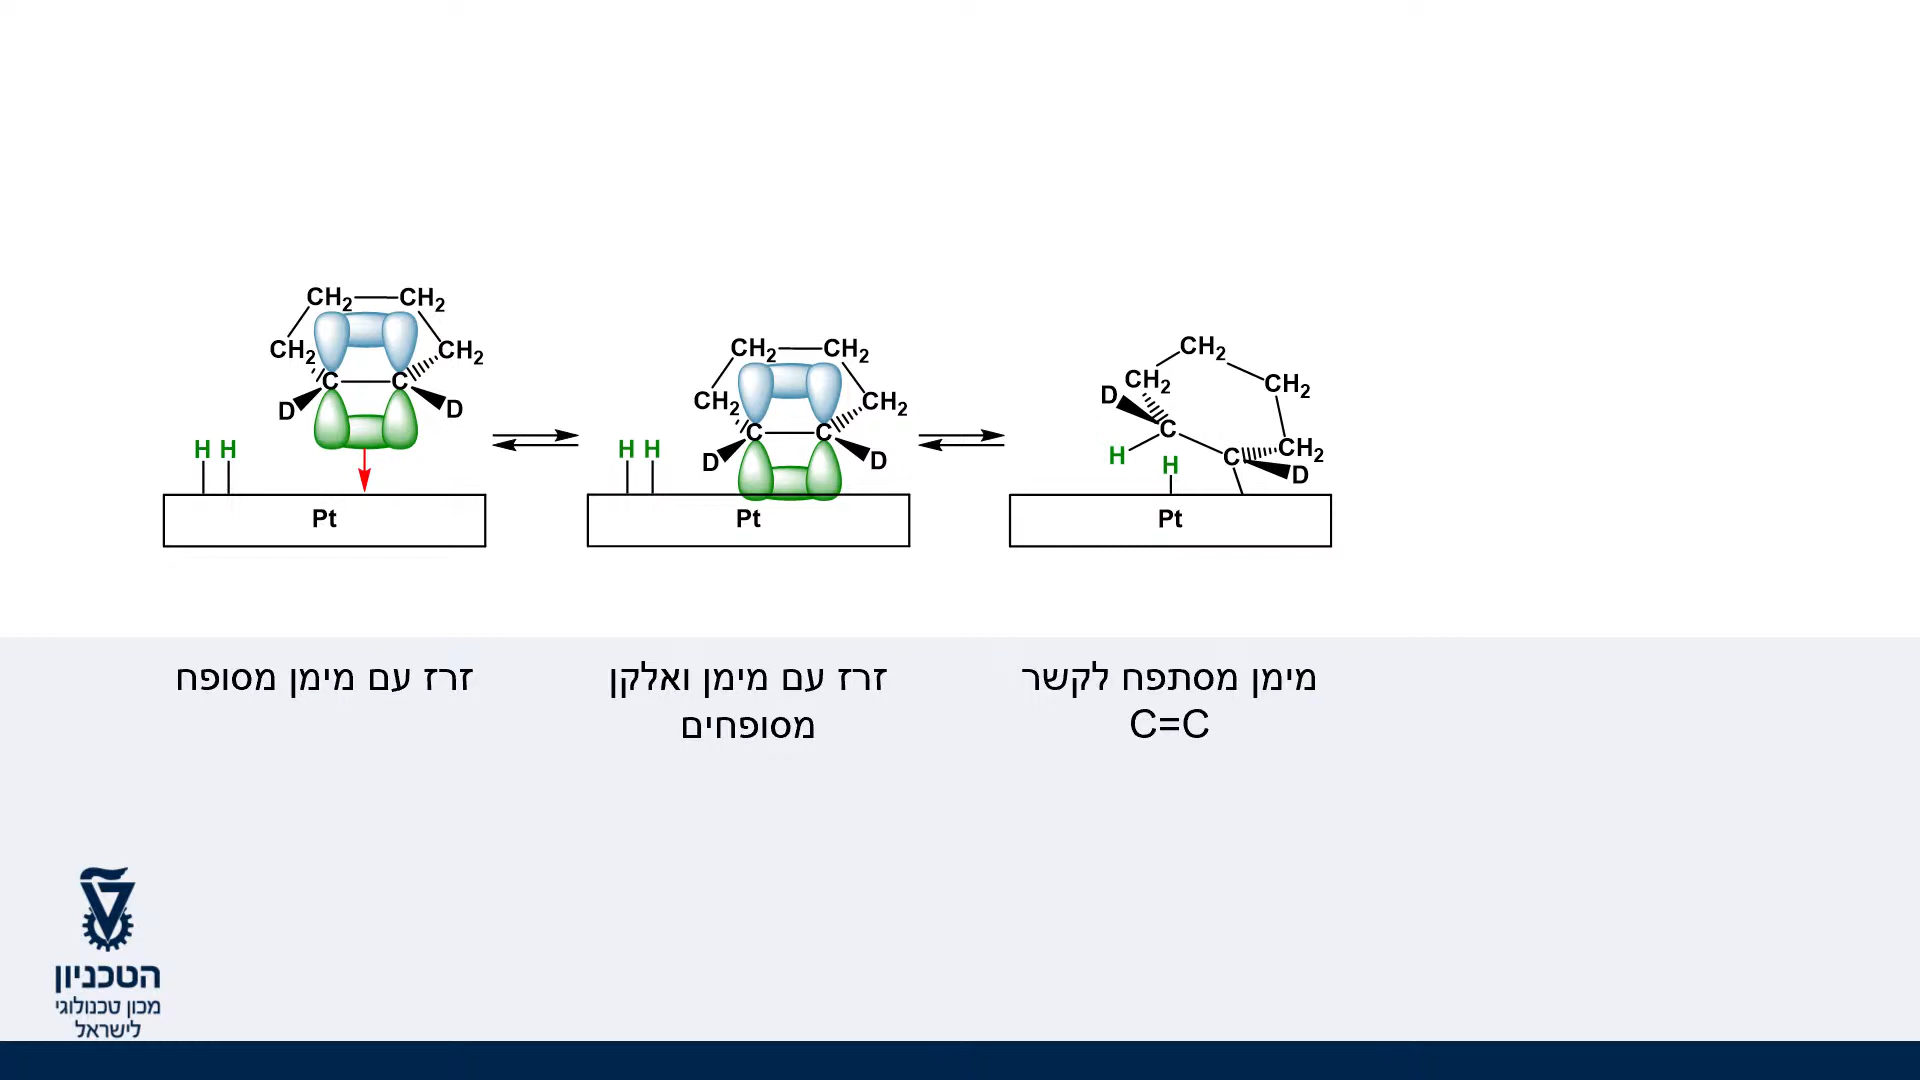 CH2 CH2
CH2 CH2
C C
D D
H H
Pt
CH2 CH2
CH2 CH2
C C
D D
H H
Pt
CH2
CH2 CH2
D
C
H H C CH2
D
Pt
זרז עם מימן מסופח
זרז עם מימן ואלקן
מסופחים
מימן מסתפח לקשר
C=C
הטכניון
מכון טכנולוגי
לישראל